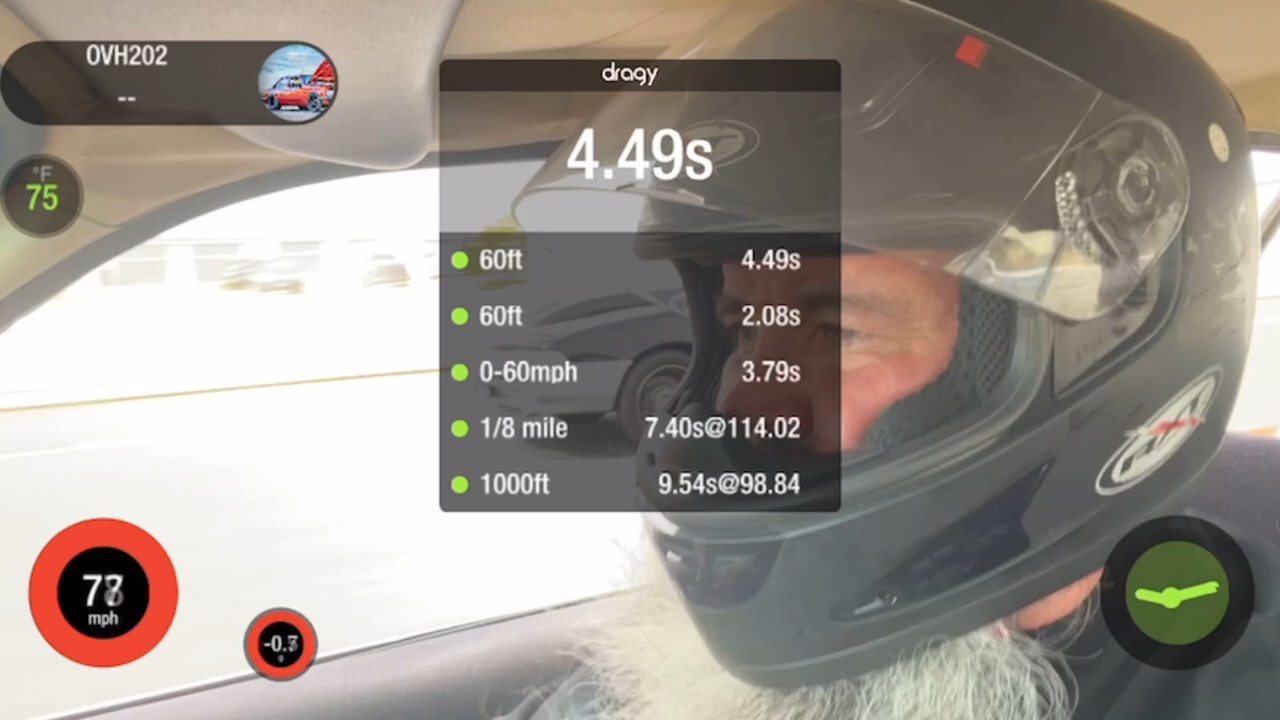 OVH202
--
°F
75
dragy
4.49s
60ft 4.49s
60ft 2.08s
0-60mph 3.79s
1/8 mile 7.40s@114.02
1000ft 9.54s@98.84
mph
g